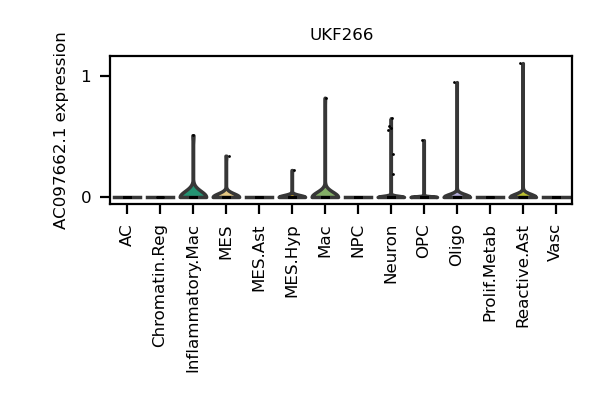 UKF266
AC097662.1 expression
1
0
AC
Chromatin.Reg
Inflammatory.Mac
MES
MES.Ast
MES.Hyp
Mac
NPC
Neuron
OPC
Oligo
Prolif.Metab
Reactive.Ast
Vasc